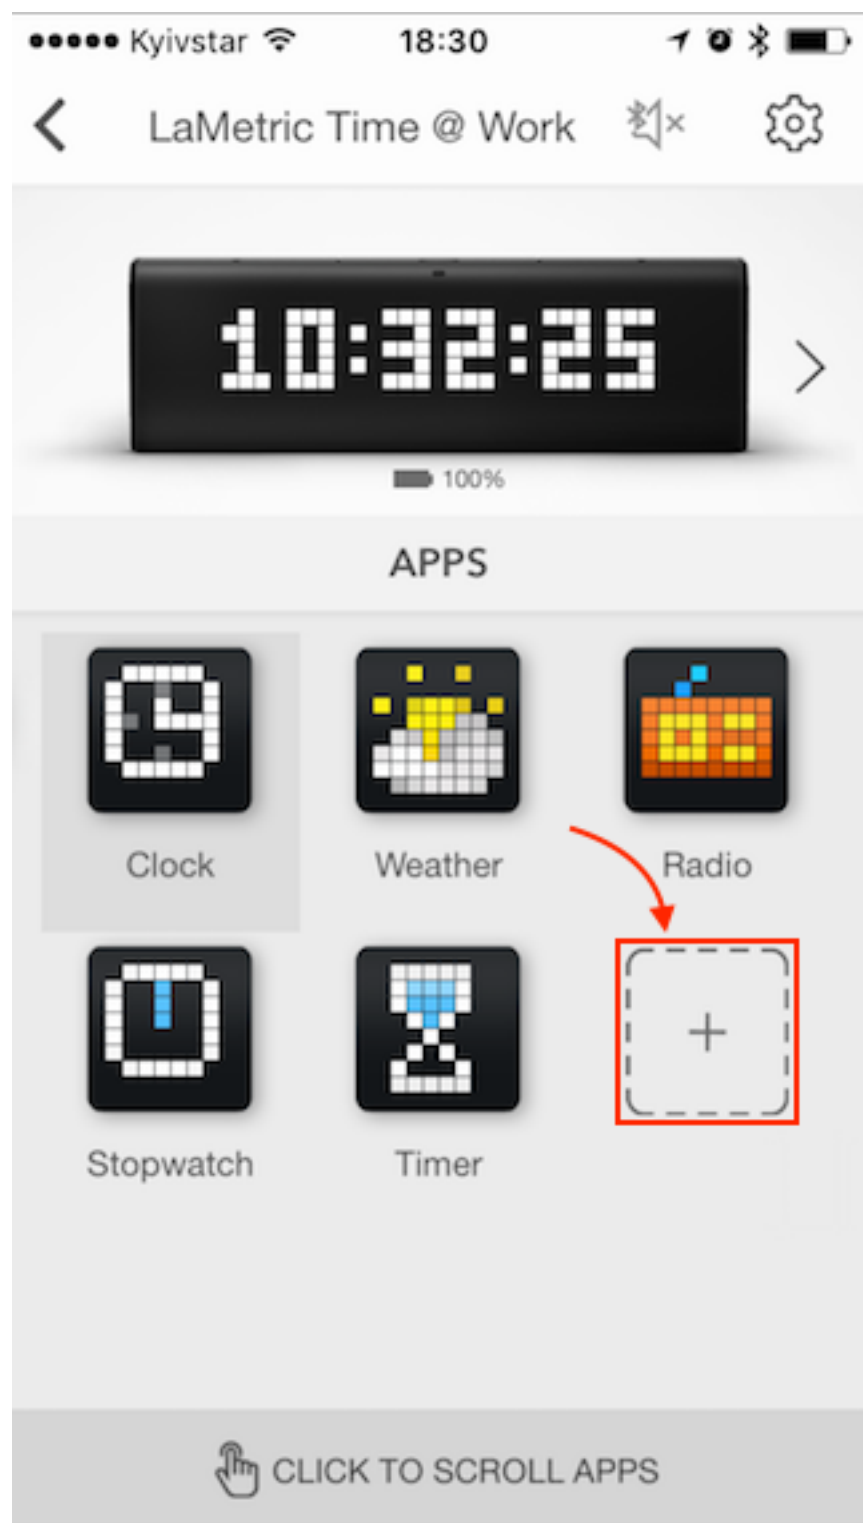 Kyivstar 18:30
LaMetric Time @ Work
10:32:25
100%
APPS
Clock Weather Radio
Stopwatch Timer
CLICK TO SCROLL APPS